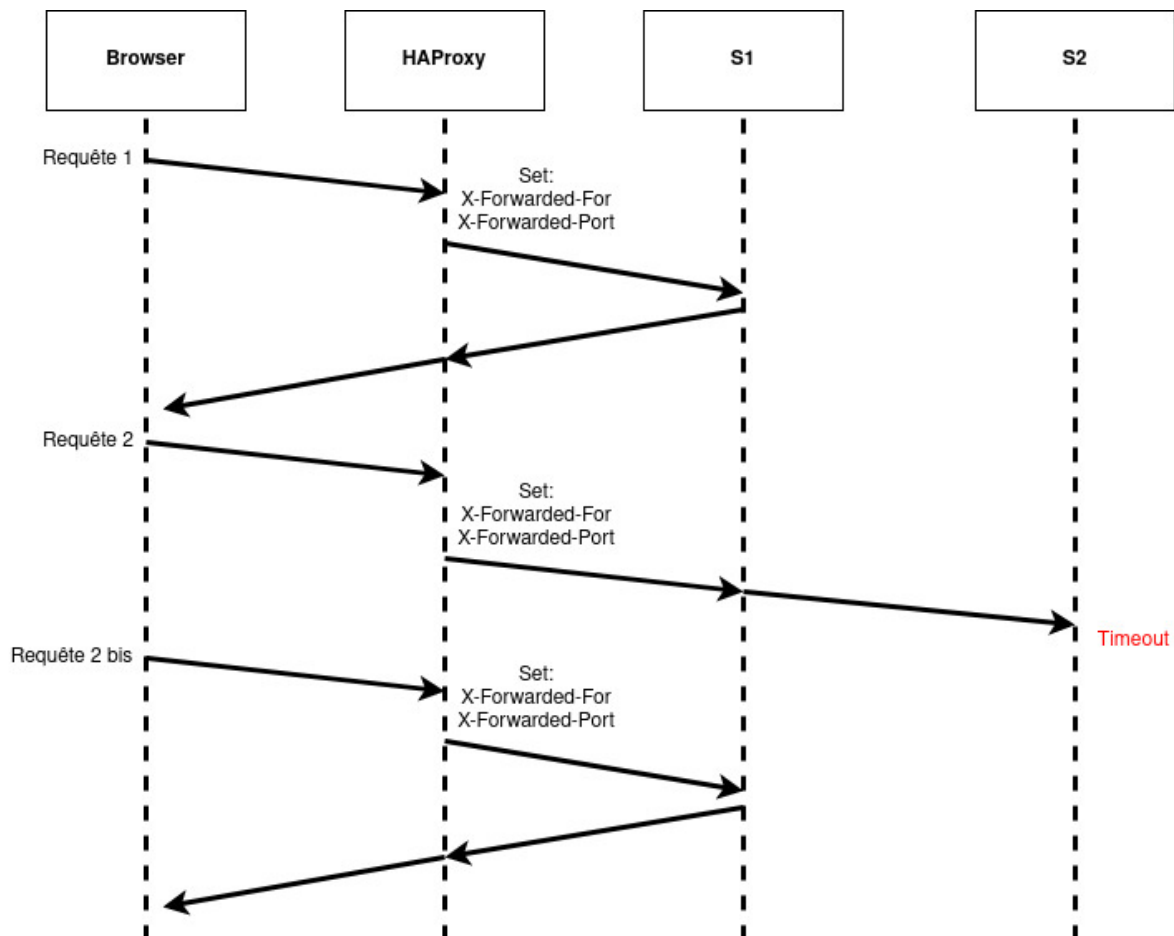 Browser
HAProxy
S1
S2
Requête 1
Set:
X-Forwarded-For
X-Forwarded-Port
Requête 2
Set:
X-Forwarded-For
X-Forwarded-Port
Timeout
Requête 2 bis
Set:
X-Forwarded-For
X-Forwarded-Port